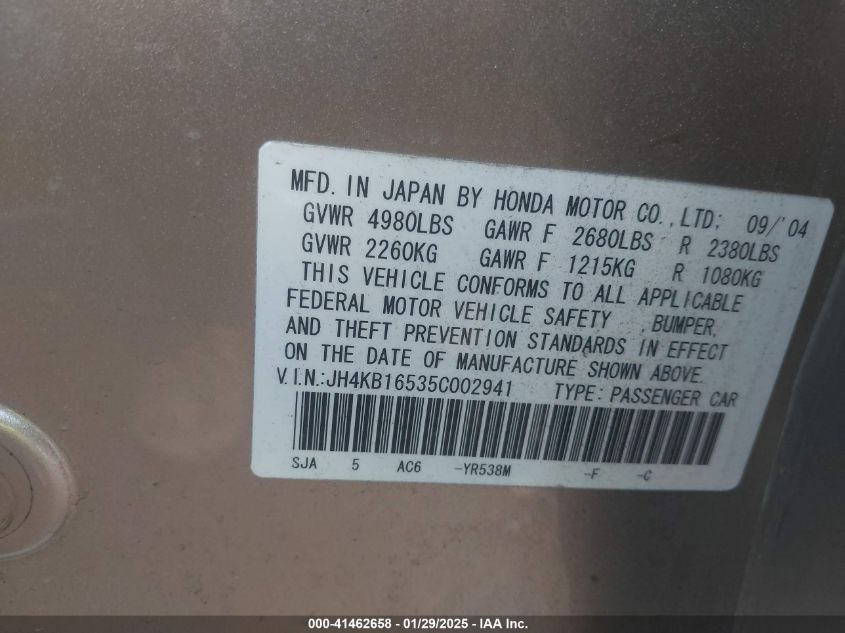 MFD. IN JAPAN BY HONDA MOTOR CO., LTD; 09/'04
GVWR 4980LBS GAWR F 2680LBS R 2380LBS
GVWR 2260KG GAWR F 1215KG R 1080KG
THIS VEHICLE CONFORMS TO ALL APPLICABLE
FEDERAL MOTOR VEHICLE SAFETY , BUMPER,
AND THEFT PREVENTION STANDARDS IN EFFECT
ON THE DATE OF MANUFACTURE SHOWN ABOVE.
V.I.N.:JH4KB16535C002941 TYPE: PASSENGER CAR
SJA 5 AC6 -YR538M -F -C
000-41462658 - 01/29/2025 - IAA Inc.